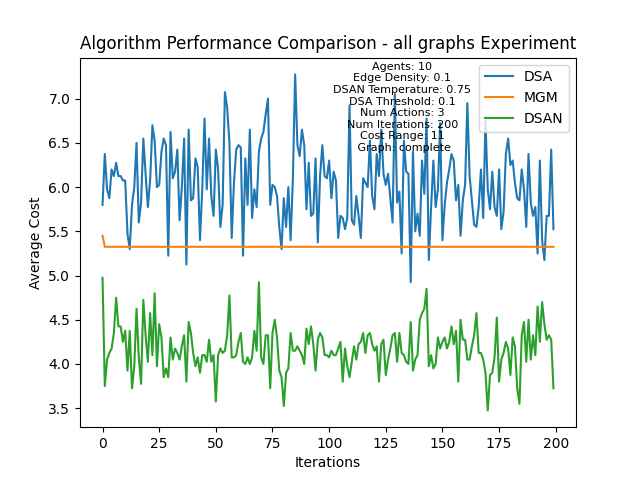 Algorithm Performance Comparison - all graphs Experiment
Agents: 10
Edge Density: 0.1
DSAN Temperature: 0.75
DSA Threshold: 0.1
Num Actions: 3
Num Iterations: 200
Cost Range: 11
Graph: complete
DSA
MGM
DSAN
Average Cost
7.0
6.5
6.0
5.5
5.0
4.5
4.0
3.5
0 25 50 75 100 125 150 175 200
Iterations